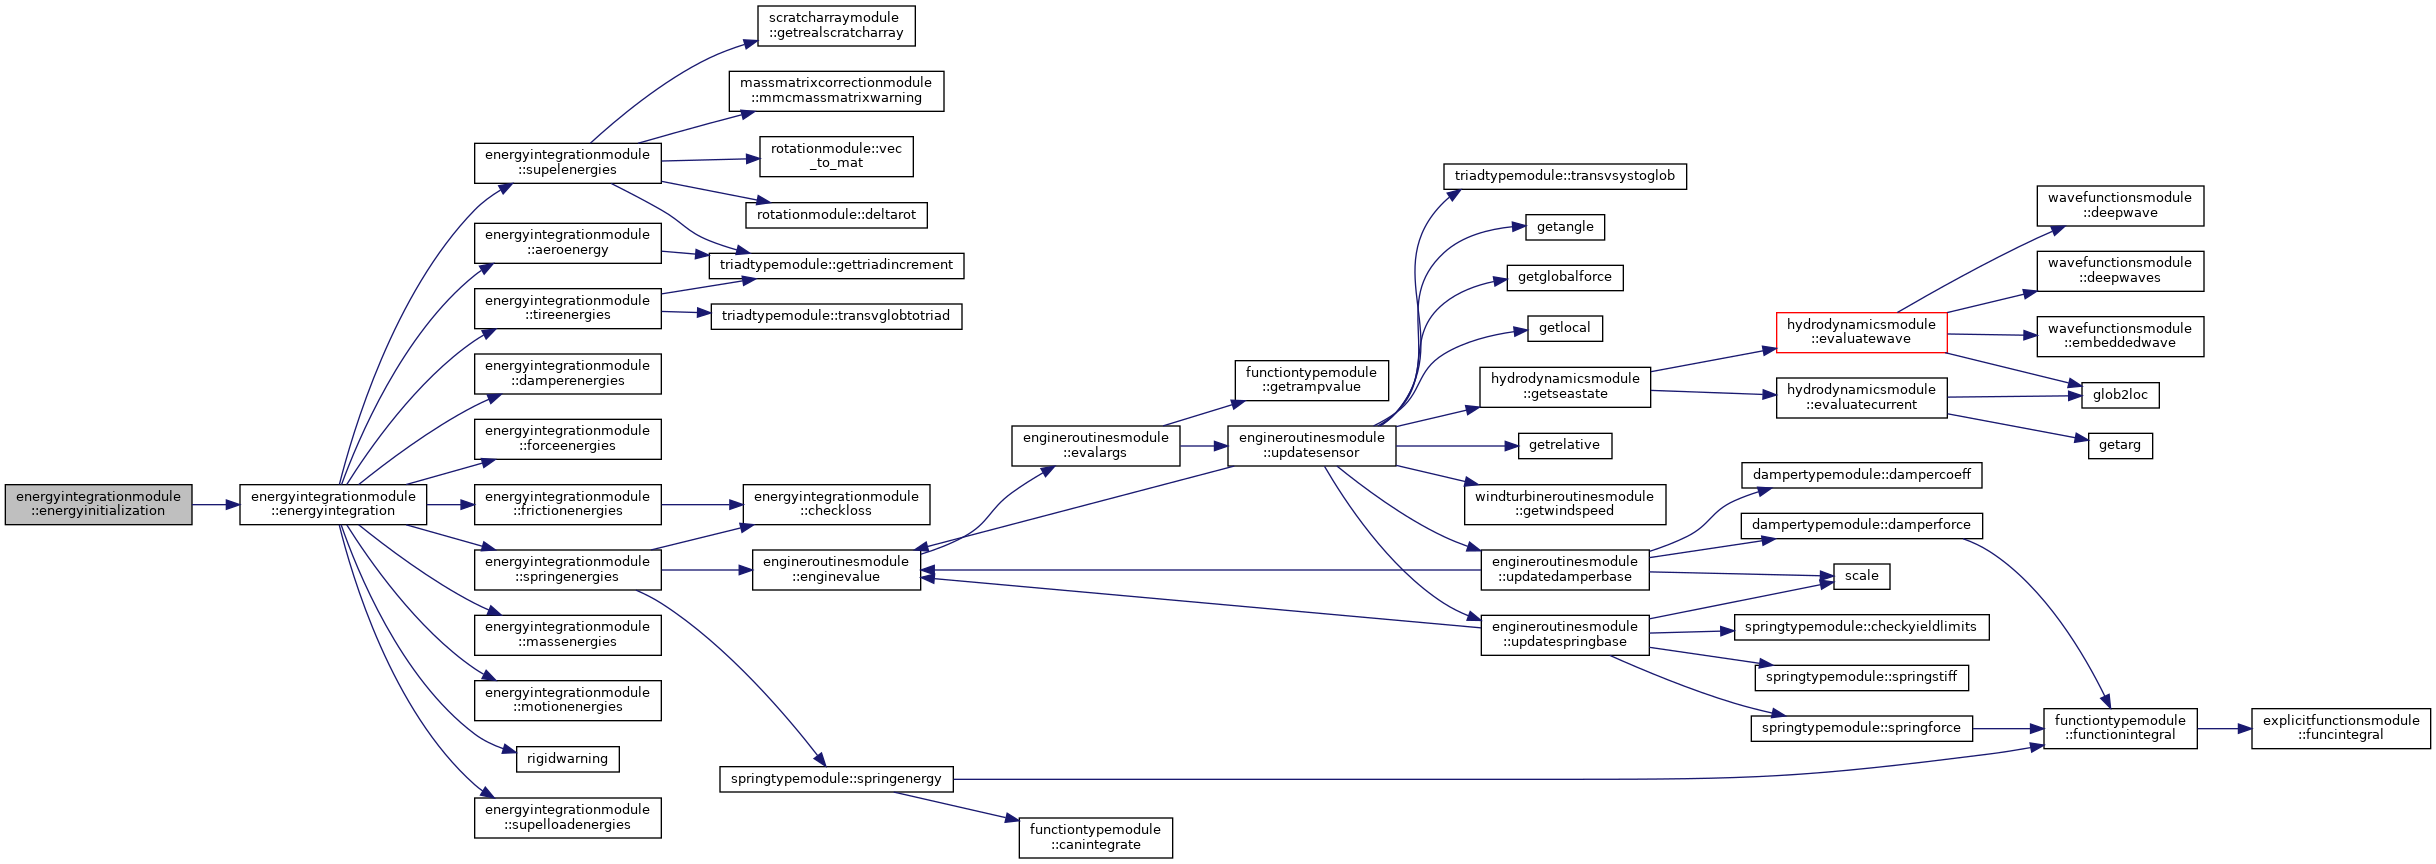 energyintegrationmodule
::energyinitialization
energyintegrationmodule
::energyintegration
energyintegrationmodule
::supelenergies
energyintegrationmodule
::aeroenergy
energyintegrationmodule
::tireenergies
energyintegrationmodule
::damperenergies
energyintegrationmodule
::forceenergies
energyintegrationmodule
::frictionenergies
energyintegrationmodule
::springenergies
energyintegrationmodule
::massenergies
energyintegrationmodule
::motionenergies
rigidwarning
energyintegrationmodule
::supelloadenergies
scratcharraymodule
::getrealscratcharray
massmatrixcorrectionmodule
::mmcmassmatrixwarning
rotationmodule::vec
_to_mat
rotationmodule::deltarot
triadtypemodule::gettriadincrement
triadtypemodule::transvglobtotriad
energyintegrationmodule
::checkloss
engineroutinesmodule
::enginevalue
springtypemodule::springenergy
engineroutinesmodule
::evalargs
functiontypemodule
::canintegrate
functiontypemodule
::getrampvalue
engineroutinesmodule
::updatesensor
triadtypemodule::transvsystoglob
getangle
getglobalforce
getlocal
hydrodynamicsmodule
::getseastate
getrelative
windturbineroutinesmodule
::getwindspeed
engineroutinesmodule
::updatedamperbase
engineroutinesmodule
::updatespringbase
hydrodynamicsmodule
::evaluatewave
hydrodynamicsmodule
::evaluatecurrent
dampertypemodule::dampercoeff
dampertypemodule::damperforce
scale
springtypemodule::checkyieldlimits
springtypemodule::springstiff
springtypemodule::springforce
wavefunctionsmodule
::deepwave
wavefunctionsmodule
::deepwaves
wavefunctionsmodule
::embeddedwave
glob2loc
getarg
functiontypemodule
::functionintegral
explicitfunctionsmodule
::funcintegral